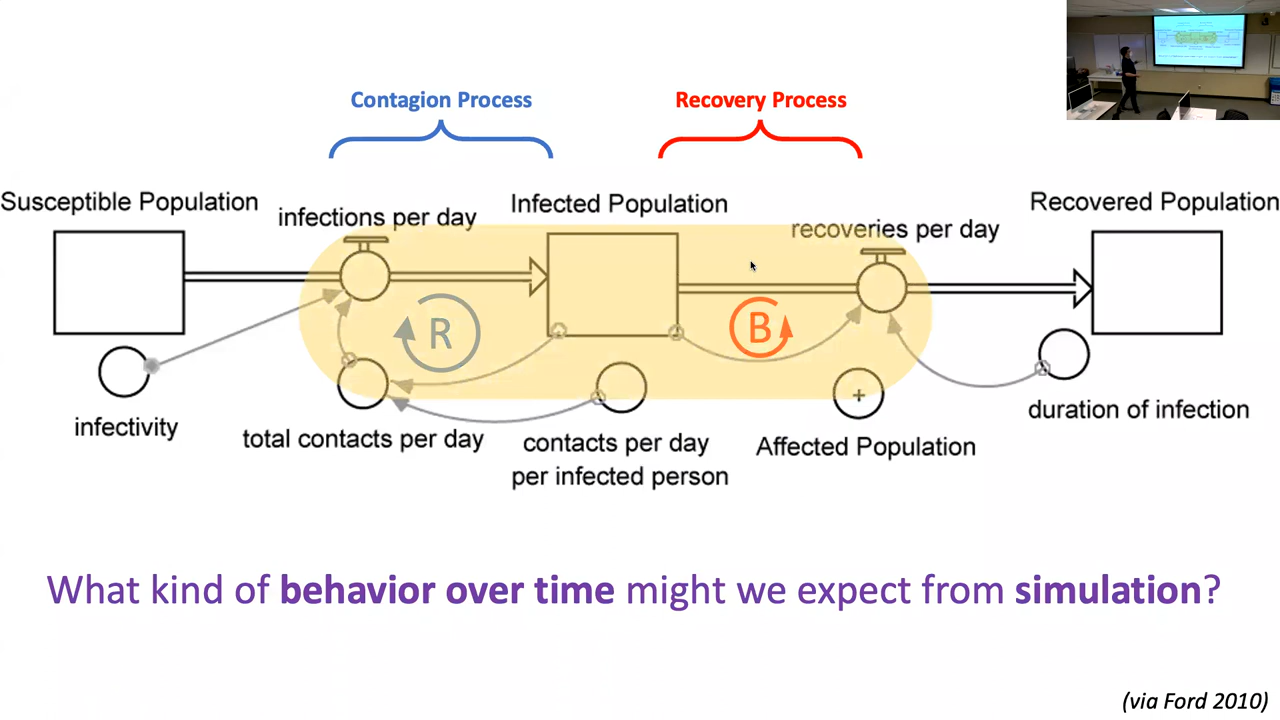 Contagion Process
Recovery Process
Susceptible Population
infections per day
Infected Population
recoveries per day
Recovered Population
R
B
+
infectivity
total contacts per day
contacts per day
per infected person
Affected Population
duration of infection
What kind of behavior over time might we expect from simulation?
(via Ford 2010)